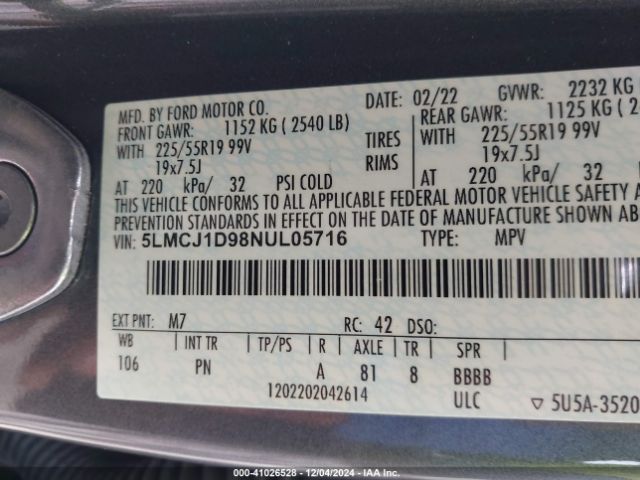 MFD. BY FORD MOTOR CO. DATE: 02/22 GVWR: 2232 KG
FRONT GAWR: 1152 KG ( 2540 LB) REAR GAWR: 1125 KG ( 2
WITH 225/55R19 99V TIRES WITH 225/55R19 99V
19x7.5J RIMS 19x7.5J
AT 220 kPa/ 32 PSI COLD AT 220 kPa/ 32
THIS VEHICLE CONFORMS TO ALL APPLICABLE FEDERAL MOTOR VEHICLE SAFETY A
PREVENTION STANDARDS IN EFFECT ON THE DATE OF MANUFACTURE SHOWN AB
VIN: 5LMCJ1D98NUL05716 TYPE: MPV
EXT PNT: M7 RC: 42 DSO:
WB INT TR TP/PS R AXLE TR SPR
106 PN A 81 8 BBBB
1202202042614 ULC ▽ 5U5A-3520
000-41026528 - 12/04/2024 - IAA Inc.